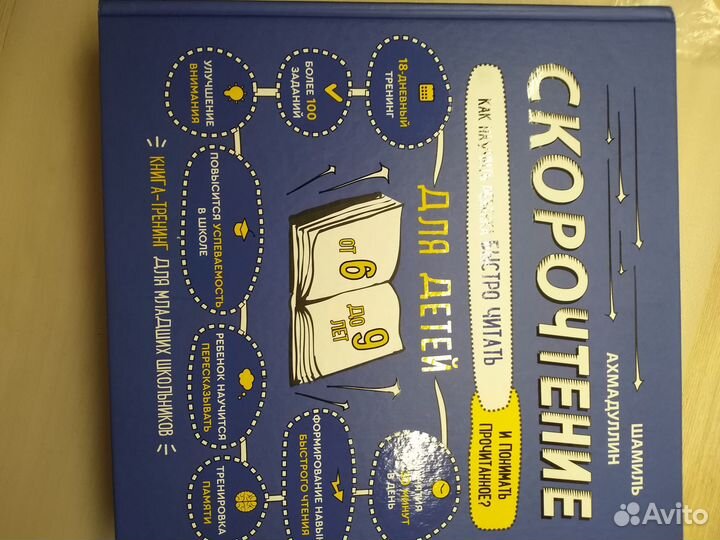 ШАМИЛЬ
АХМАДУЛЛИН
СКОРОЧТЕНИЕ
КАК НАУЧИТЬ БЫСТРО ЧИТАТЬ
И ПОНИМАТЬ
ПРОЧИТАННОЕ?
ДЛЯ ДЕТЕЙ
ОТ 6
ДО 9
ЛЕТ
18-ДНЕВНЫЙ
ТРЕНИНГ
БОЛЕЕ 100
ЗАДАНИЙ
УЛУЧШЕНИЕ
ВНИМАНИЯ
ПОВЫСИТСЯ УСПЕВАЕМОСТЬ
В ШКОЛЕ
РЕБЕНОК НАУЧИТСЯ
ПЕРЕСКАЗЫВАТЬ
ТРЕНИРОВКА
ПАМЯТИ
ФОРМИРОВАНИЕ
БЫСТРОГО ЧТЕНИЯ
МИНУТ
В ДЕНЬ
КНИГА-ТРЕНИНГ ДЛЯ МЛАДШИХ ШКОЛЬНИКОВ
Avito